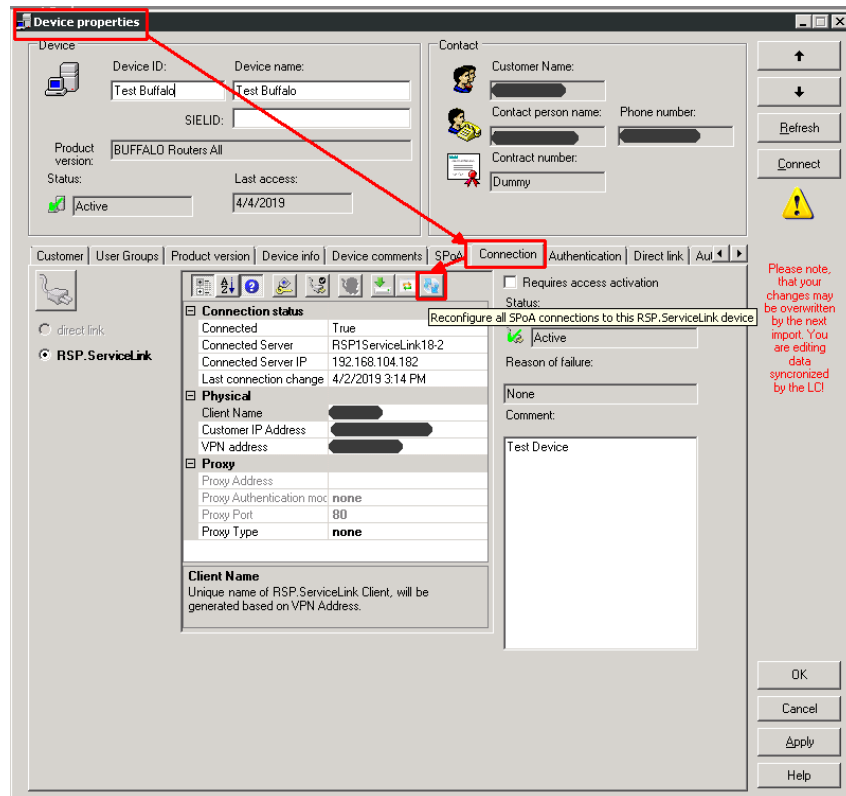 Device properties
Device
Device ID:
Device name:
Test Buffalo
Test Buffalo
SIELID:
Product version:
BUFFALO Routers All
Status:
Last access:
Active
4/4/2019
Contact
Customer Name:
Contact person name:
Phone number:
Contract number:
Dummy
Refresh
Connect
Please note,
that your
changes may
be overwritten
by the next
import. You
are editing
data
syncronized
by the LC!
Customer
User Groups
Product version
Device info
Device comments
SPoA
Connection
Authentication
Direct link
direct link
RSP.ServiceLink
Connection status
Connected True
Connected Server RSP1ServiceLink18-2
Connected Server IP 192.168.104.182
Last connection change 4/2/2019 3:14 PM
Physical
Client Name
Customer IP Address
VPN address
Proxy
Proxy Address
Proxy Authentication moc none
Proxy Port 80
Proxy Type none
Client Name
Unique name of RSP.ServiceLink Client, will be
generated based on VPN Address.
Requires access activation
Status:
Reconfigure all SPoA connections to this RSP.ServiceLink device
Active
Reason of failure:
None
Comment:
Test Device
OK
Cancel
Apply
Help